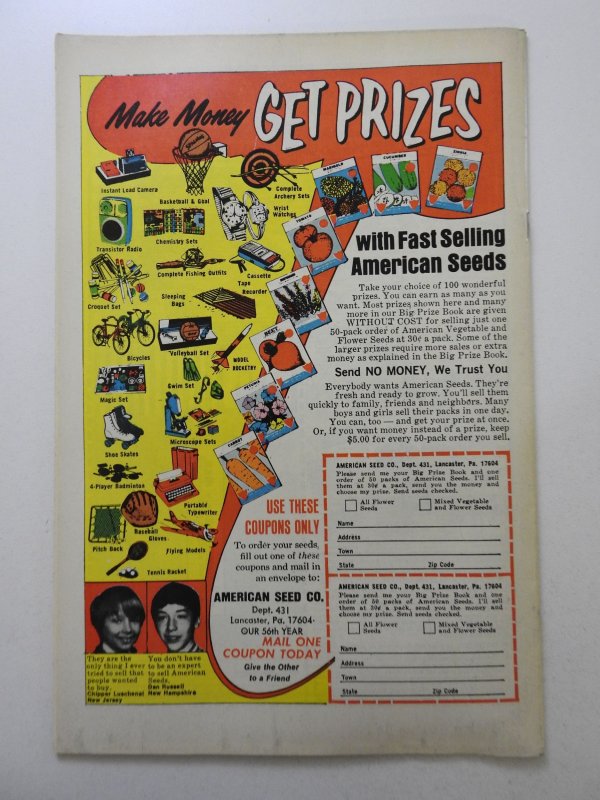 Make Money GET PRIZES
Instant Load Camera
Basketball & Goal
Complete
Archery Sets
Wrist
Watches
Transistor Radio
Chemistry Sets
Complete Fishing Outfits
Cassette
Tape
Recorder
Croquet Set
Sleeping
Bags
Bicycles
Volleyball Set
MODEL
ROCKETRY
Swim Set
Magic Set
Microscope Sets
Shoe Skates
4-Player Badminton
Portable
Typewriter
Baseball
Gloves
Pitch Back
Flying Models
Tennis Racket
MARIGOLD
CUCUMBER
ZINNIA
TOMATO
BEET
PETUNIA
CARROT
with Fast Selling
American Seeds
Take your choice of 100 wonderful
prizes. You can earn as many as you
want. Most prizes shown here and many
more in our Big Prize Book are given
WITHOUT COST for selling just one
50-pack order of American Vegetable and
Flower Seeds at 30¢ a pack. Some of the
larger prizes require more sales or extra
money as explained in the Big Prize Book.
Send NO MONEY, We Trust You
Everybody wants American Seeds. They're
fresh and ready to grow. You'll sell them
quickly to family, friends and neighbors. Many
boys and girls sell their packs in one day.
You can, too — and get your prize at once.
Or, if you want money instead of a prize, keep
$5.00 for every 50-pack order you sell.
USE THESE
COUPONS ONLY
To order your seeds,
fill out one of these
coupons and mail in
an envelope to:
AMERICAN SEED CO.
Dept. 431
Lancaster, Pa. 17604
OUR 56th YEAR
MAIL ONE
COUPON TODAY
Give the Other
to a Friend
They are the
only thing I ever
tried to sell that
people wanted
to buy.
Chipper Luschenat
New Jersey
You don't have
to be an expert
to sell American
Seeds.
Dan Russell
New Hampshire
AMERICAN SEED CO., Dept. 431, Lancaster, Pa. 17604
Please send me your Big Prize Book and one
order of 50 packs of American Seeds. I'll sell
them at 30¢ a pack, send you the money and
choose my prize. Send seeds checked.
All Flower
Seeds
Mixed Vegetable
and Flower Seeds
Name
Address
Town
State Zip Code
AMERICAN SEED CO., Dept. 431, Lancaster, Pa. 17604
Please send me your Big Prize Book and one
order of 50 packs of American Seeds. I'll sell
them at 30¢ a pack, send you the money and
choose my prize. Send seeds checked.
All Flower
Seeds
Mixed Vegetable
and Flower Seeds
Name
Address
Town
State Zip Code